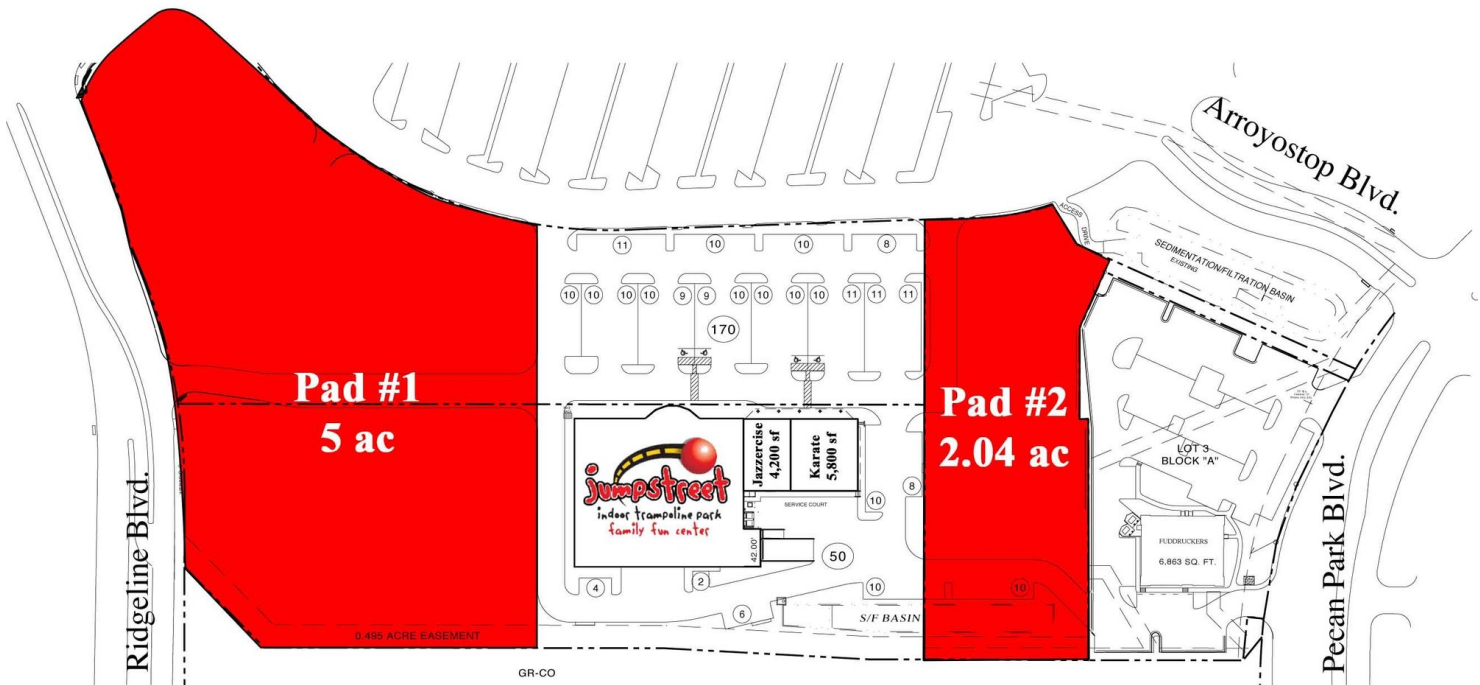 Arroyostop Blvd.
ACCESS
DRIVE
SEDIMENTATION/FILTRATION BASIN
EXISTING
11
10
10
8
10
10
10
10
9
9
10
10
10
10
11
11
11
170
Pad #1
5 ac
Pad #2
2.04 ac
Jazzercise
4,200 sf
Karate
5,800 sf
jumpstreet
indoor trampoline park
family fun center
SERVICE COURT
42.00'
10
8
50
4
2
6
10
10
S/F BASIN
0.495 ACRE EASEMENT
GR-CO
LOT 3
BLOCK "A"
FUDDRUCKERS
6,863 SQ. FT.
Ridgeline Blvd.
Pecan Park Blvd.